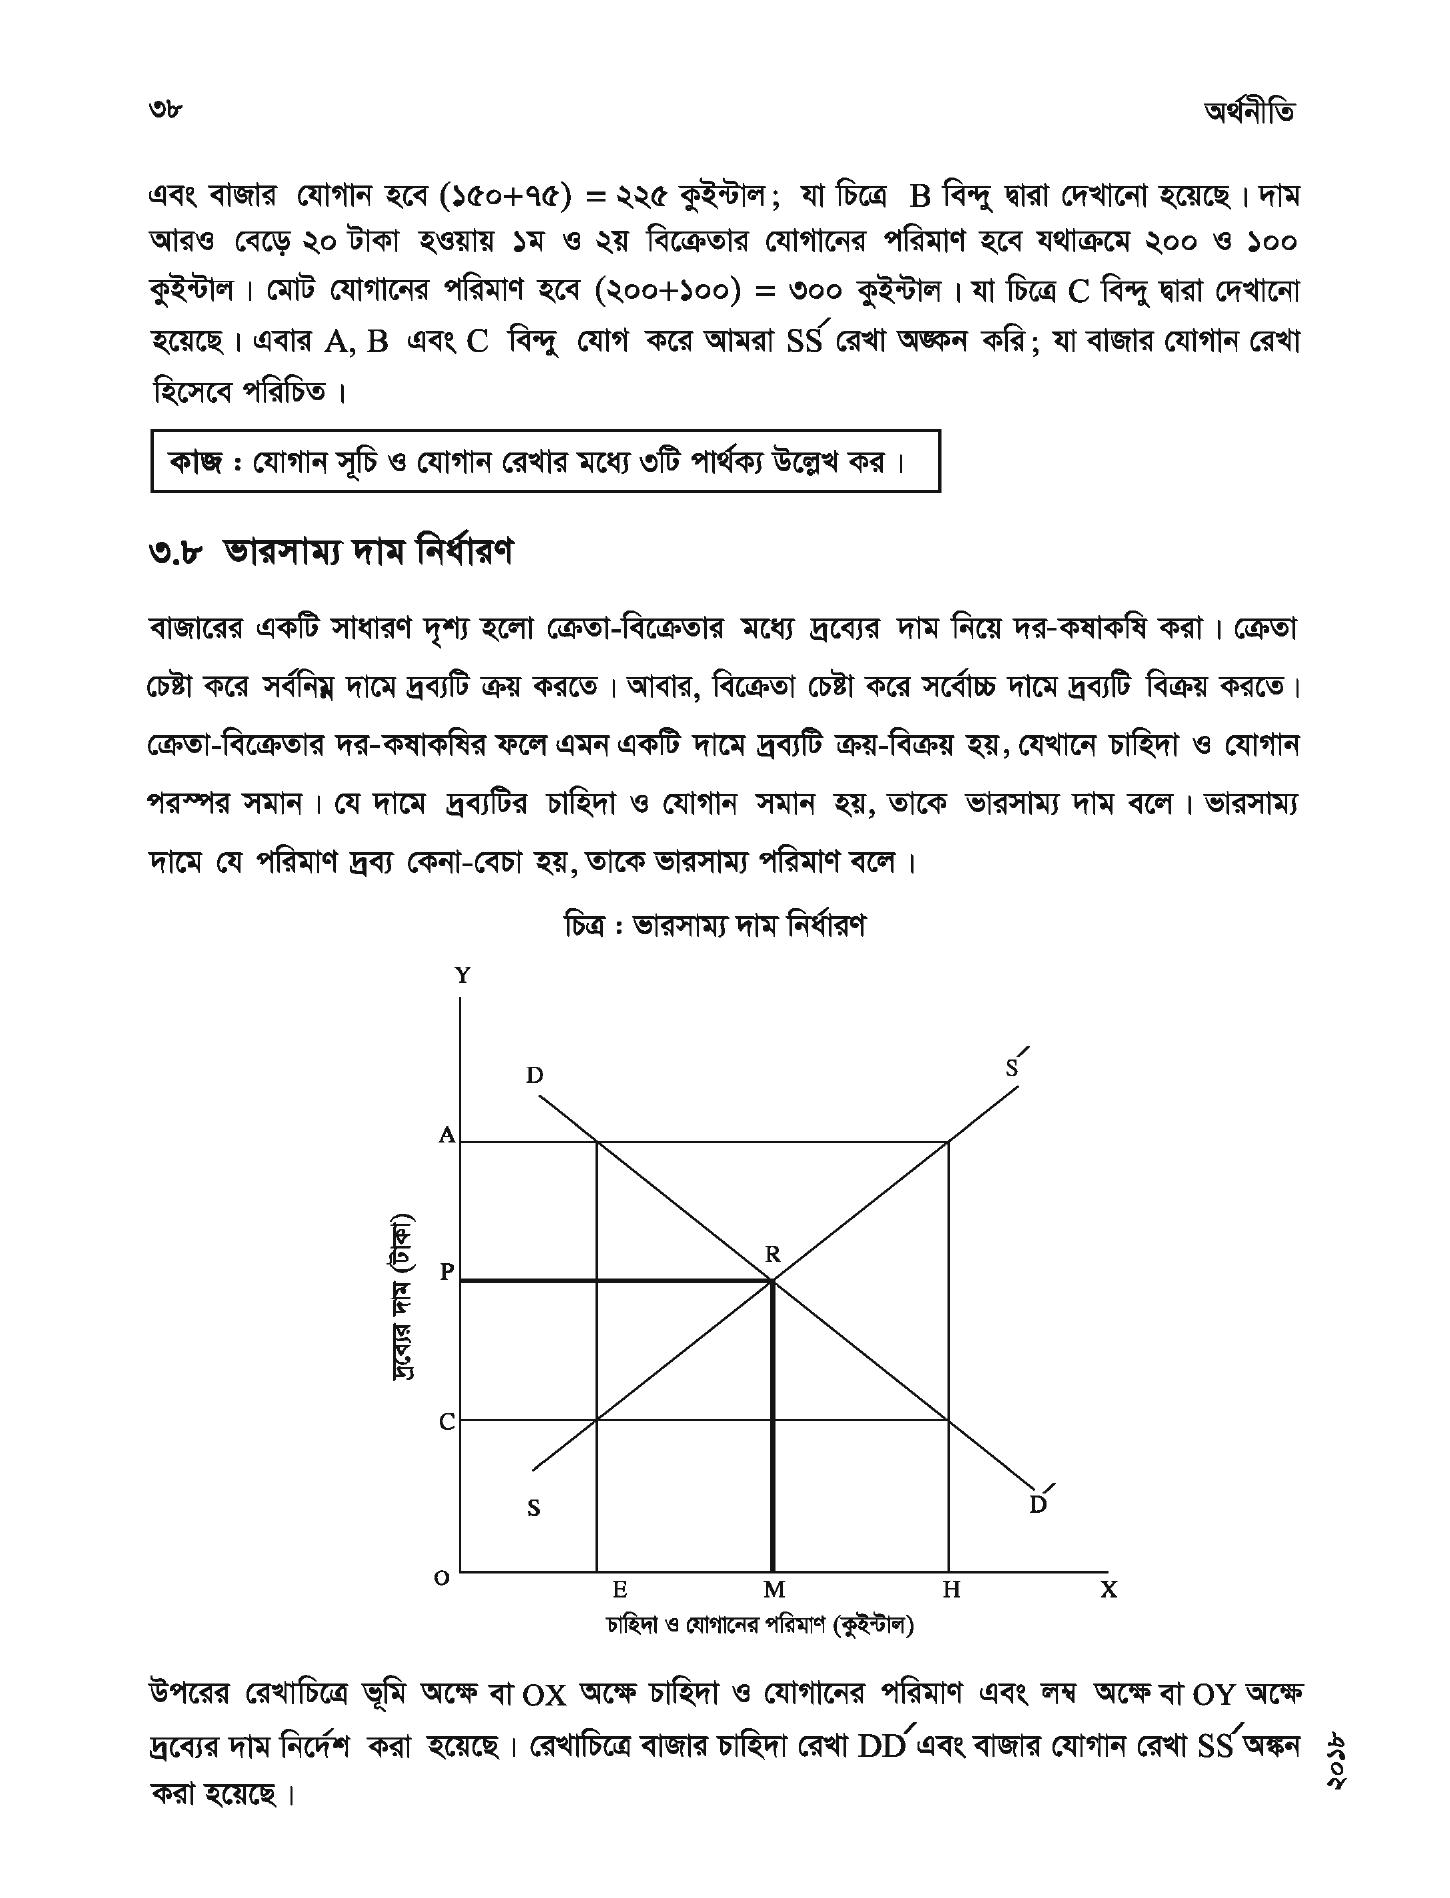 ৩৮
অর্থনীতি
এবং বাজার যোগান হবে (১৫০+৭৫) = ২২৫ কুইন্টাল; যা চিত্রে B বিন্দু দ্বারা দেখানো হয়েছে। দাম
আরও বেড়ে ২০ টাকা হওয়ায় ১ম ও ২য় বিক্রেতার যোগানের পরিমাণ হবে যথাক্রমে ২০০ ও ১০০
কুইন্টাল। মোট যোগানের পরিমাণ হবে (২০০+১০০) = ৩০০ কুইন্টাল। যা চিত্রে C বিন্দু দ্বারা দেখানো
হয়েছে। এবার A, B এবং C বিন্দু যোগ করে আমরা SS´ রেখা অঙ্কন করি; যা বাজার যোগান রেখা
হিসেবে পরিচিত।
কাজ : যোগান সূচি ও যোগান রেখার মধ্যে ৩টি পার্থক্য উল্লেখ কর।
৩.৮ ভারসাম্য দাম নির্ধারণ
বাজারের একটি সাধারণ দৃশ্য হলো ক্রেতা-বিক্রেতার মধ্যে দ্রব্যের দাম নিয়ে দর-কষাকষি করা। ক্রেতা
চেষ্টা করে সর্বনিম্ন দামে দ্রব্যটি ক্রয় করতে। আবার, বিক্রেতা চেষ্টা করে সর্বোচ্চ দামে দ্রব্যটি বিক্রয় করতে।
ক্রেতা-বিক্রেতার দর-কষাকষির ফলে এমন একটি দামে দ্রব্যটি ক্রয়-বিক্রয় হয়, যেখানে চাহিদা ও যোগান
পরস্পর সমান। যে দামে দ্রব্যটির চাহিদা ও যোগান সমান হয়, তাকে ভারসাম্য দাম বলে। ভারসাম্য
দামে যে পরিমাণ দ্রব্য কেনা-বেচা হয়, তাকে ভারসাম্য পরিমাণ বলে।
চিত্র : ভারসাম্য দাম নির্ধারণ
Y
D
S´
A
R
P
C
S
D´
O
E
M
H
X
দ্রব্যের দাম (টাকা)
চাহিদা ও যোগানের পরিমাণ (কুইন্টাল)
উপরের রেখাচিত্রে ভূমি অক্ষে বা OX অক্ষে চাহিদা ও যোগানের পরিমাণ এবং লম্ব অক্ষে বা OY অক্ষে
দ্রব্যের দাম নির্দেশ করা হয়েছে। রেখাচিত্রে বাজার চাহিদা রেখা DD´ এবং বাজার যোগান রেখা SS´ অঙ্কন
করা হয়েছে।
২০১৮